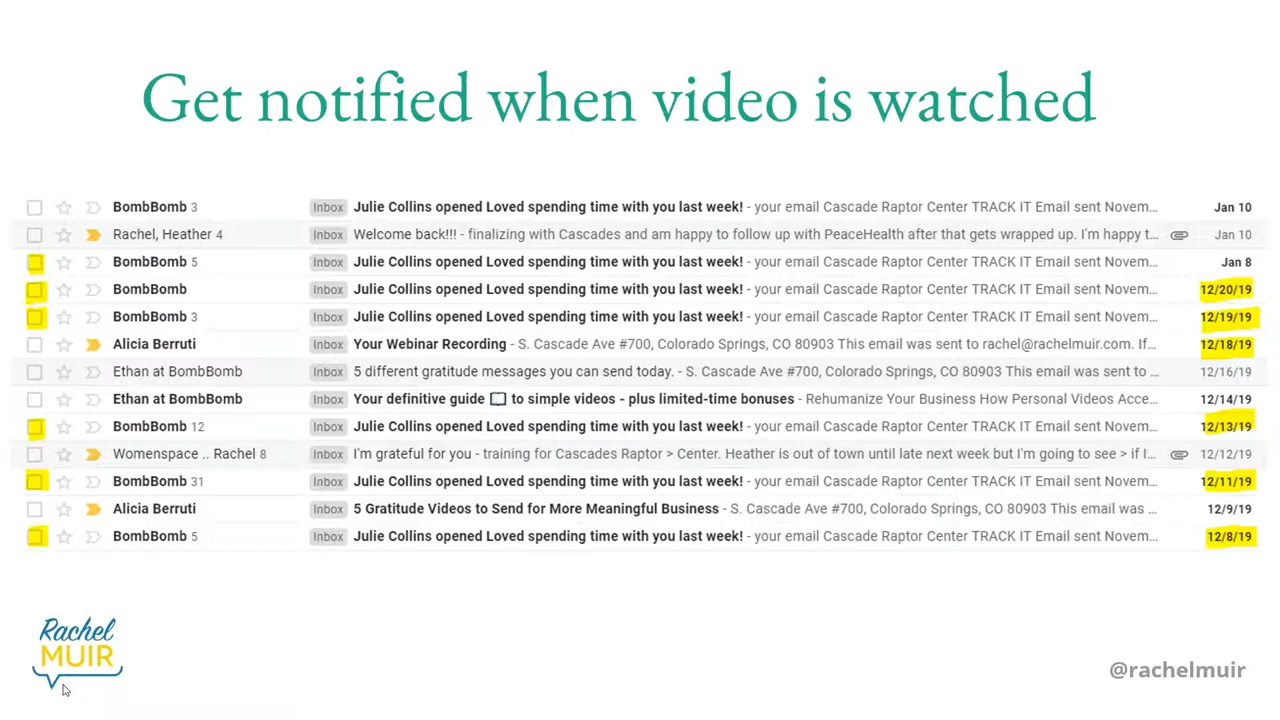 Get notified when video is watched
BombBomb 3 Inbox Julie Collins opened Loved spending time with you last week! - your email Cascade Raptor Center TRACK IT Email sent Novem... Jan 10
Rachel, Heather 4 Inbox Welcome back!!! - finalizing with Cascades and am happy to follow up with PeaceHealth after that gets wrapped up. I'm happy t... Jan 10
BombBomb 5 Inbox Julie Collins opened Loved spending time with you last week! - your email Cascade Raptor Center TRACK IT Email sent Novem... Jan 8
BombBomb Inbox Julie Collins opened Loved spending time with you last week! - your email Cascade Raptor Center TRACK IT Email sent Novem... 12/20/19
BombBomb 3 Inbox Julie Collins opened Loved spending time with you last week! - your email Cascade Raptor Center TRACK IT Email sent Novem... 12/19/19
Alicia Berruti Inbox Your Webinar Recording - S. Cascade Ave #700, Colorado Springs, CO 80903 This email was sent to rachel@rachelmuir.com. If... 12/18/19
Ethan at BombBomb Inbox 5 different gratitude messages you can send today. - S. Cascade Ave #700, Colorado Springs, CO 80903 This email was sent to ... 12/16/19
Ethan at BombBomb Inbox Your definitive guide 📖 to simple videos - plus limited-time bonuses - Rehumanize Your Business How Personal Videos Acce... 12/14/19
BombBomb 12 Inbox Julie Collins opened Loved spending time with you last week! - your email Cascade Raptor Center TRACK IT Email sent Novem... 12/13/19
Womenspace .. Rachel 8 Inbox I'm grateful for you - training for Cascades Raptor > Center. Heather is out of town until late next week but I'm going to see > if I... 12/12/19
BombBomb 31 Inbox Julie Collins opened Loved spending time with you last week! - your email Cascade Raptor Center TRACK IT Email sent Novem... 12/11/19
Alicia Berruti Inbox 5 Gratitude Videos to Send for More Meaningful Business - S. Cascade Ave #700, Colorado Springs, CO 80903 This email was ... 12/9/19
BombBomb 5 Inbox Julie Collins opened Loved spending time with you last week! - your email Cascade Raptor Center TRACK IT Email sent Novem... 12/8/19
Rachel
MUIR
@rachelmuir